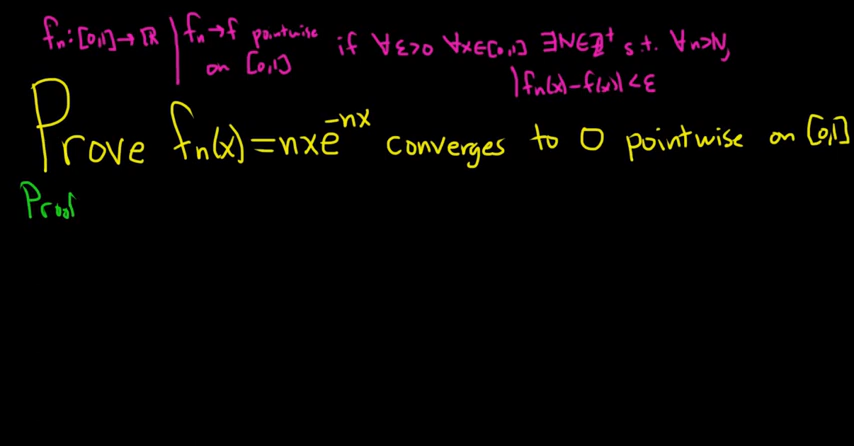 fₙ:[0,1]→ℝ | fₙ→f pointwise on [0,1] if ∀ε>0 ∀x∈[0,1] ∃N∈ℤ⁺ s.t. ∀n>N,
|fₙ(x)-f(x)|<ε
Prove fₙ(x)=nxe^{-nx} converges to 0 pointwise on [0,1]
Proof